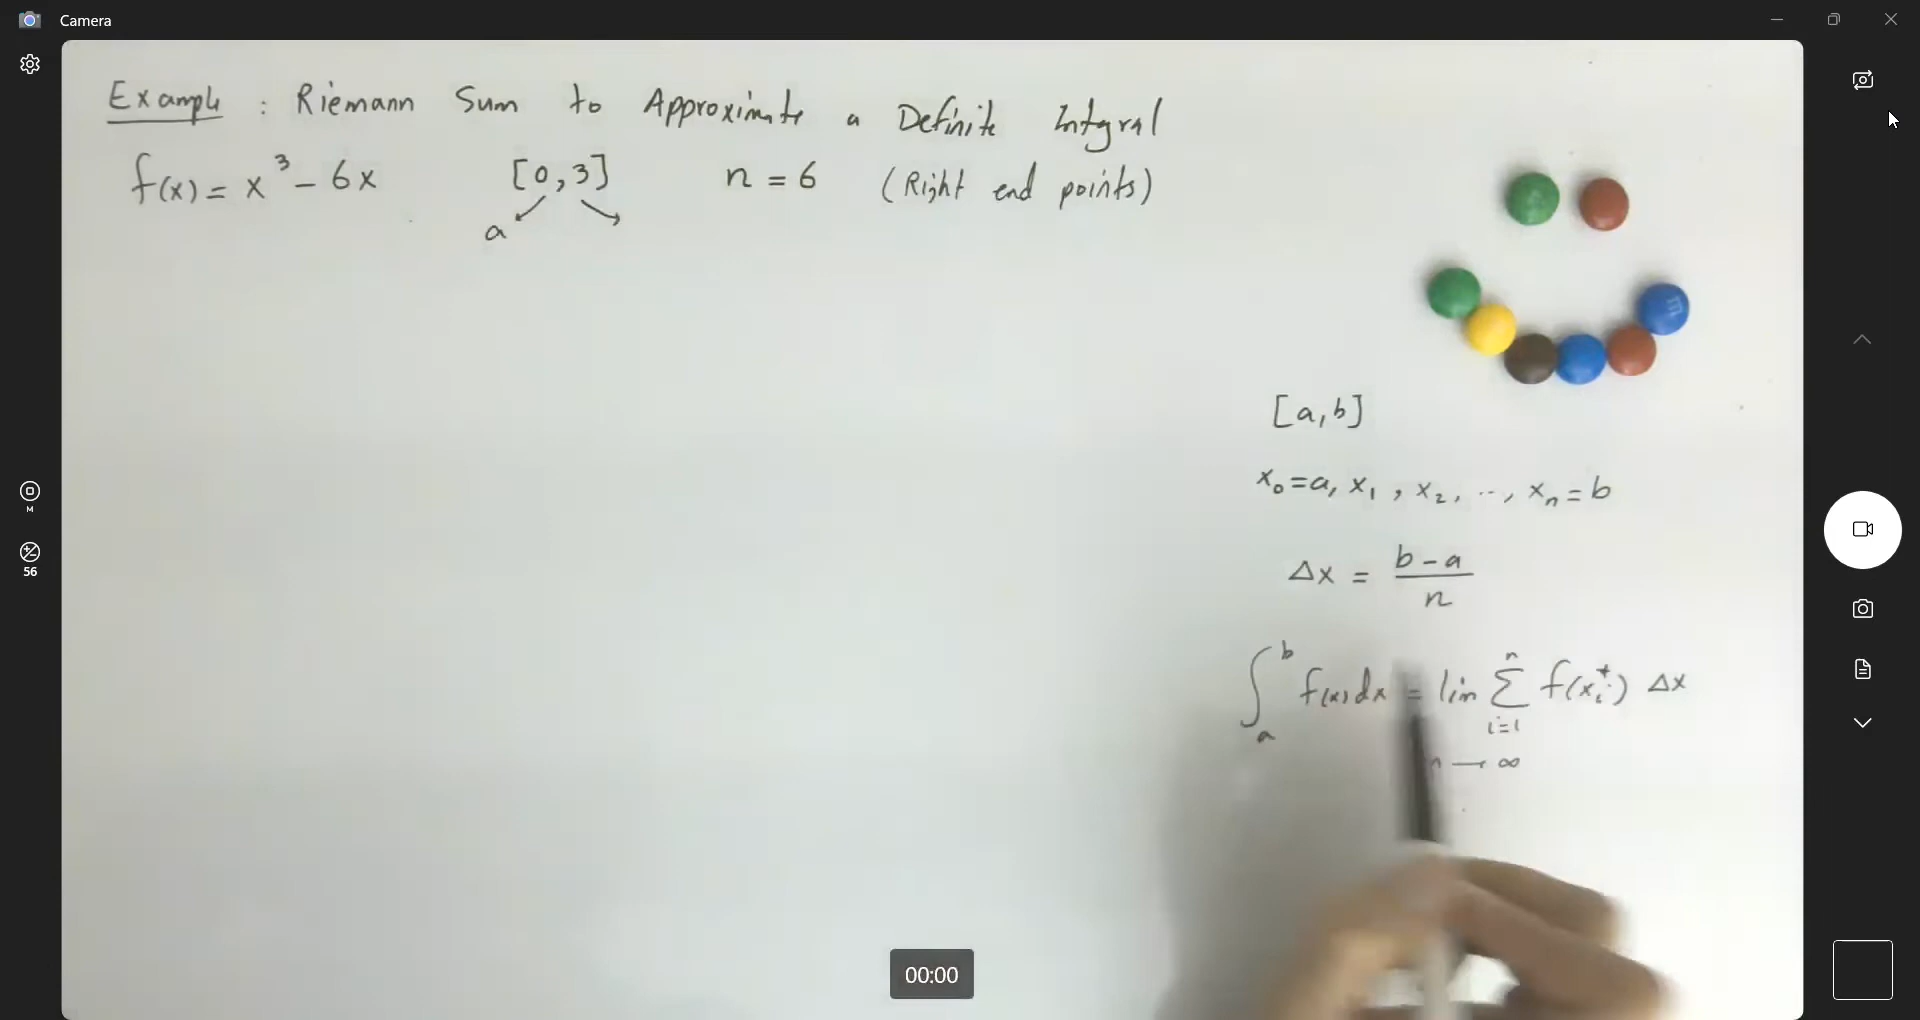 Camera
Example : Riemann Sum to Approximate a Definite Integral
f(x) = x³ - 6x [0,3] n = 6 (Right end points)
a
[a,b]
x₀=a, x₁, x₂, ..., xₙ = b
Δx = b-a / n
∫ₐᵇ f(x)dx = lim Σᵢ₌₁ⁿ f(xᵢ*) Δx
n → ∞
M
56
00:00